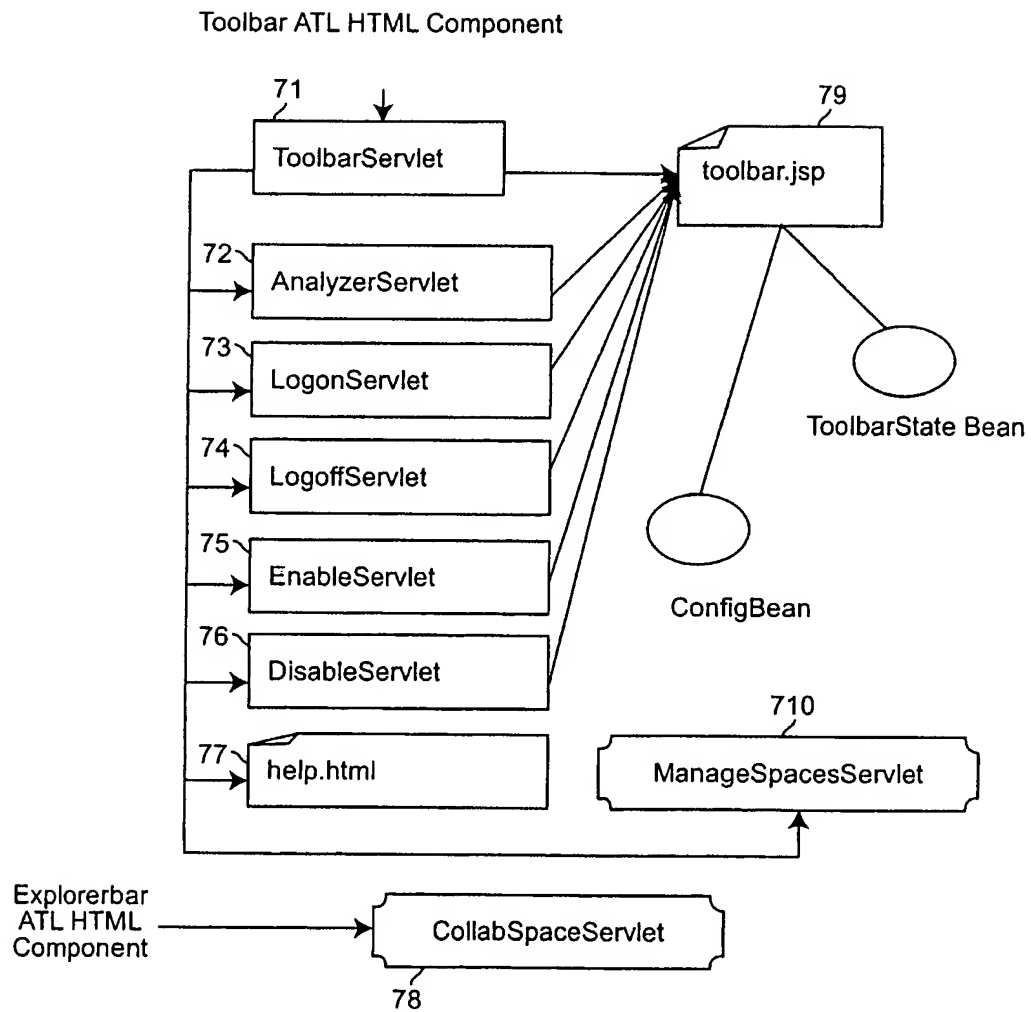 Toolbar ATL HTML Component
71
79
ToolbarServlet
toolbar.jsp
72
AnalyzerServlet
73
LogonServlet
ToolbarState Bean
74
LogoffServlet
75
EnableServlet
ConfigBean
76
DisableServlet
710
77
help.html
ManageSpacesServlet
Explorerbar
ATL HTML
Component
CollabSpaceServlet
78